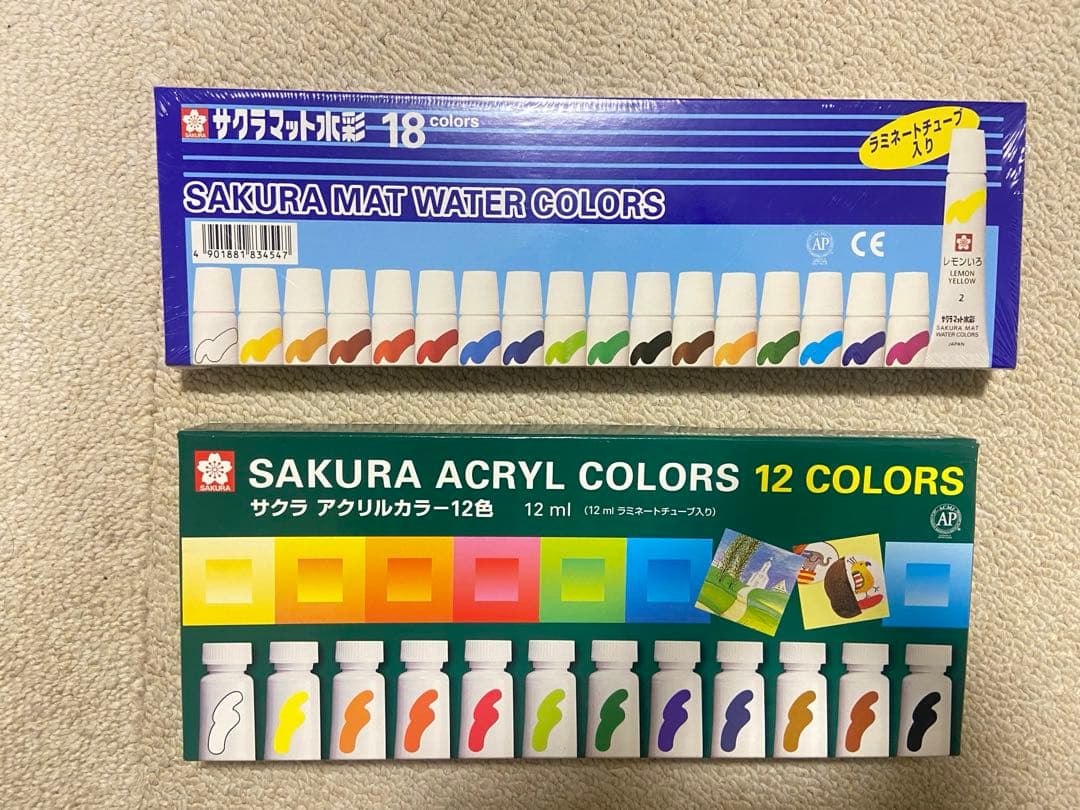 SAKURA
サクラマット水彩 18 colors
ラミネートチューブ
入り
SAKURA MAT WATER COLORS
4 901881 834547
AP
CE
レモンいろ
LEMON
YELLOW
2
サクラマット水彩
SAKURA MAT
WATER COLORS
JAPAN
SAKURA
SAKURA ACRYL COLORS 12 COLORS
サクラ アクリルカラー12色 12 ml (12 ml ラミネートチューブ入り)
ACMI
AP